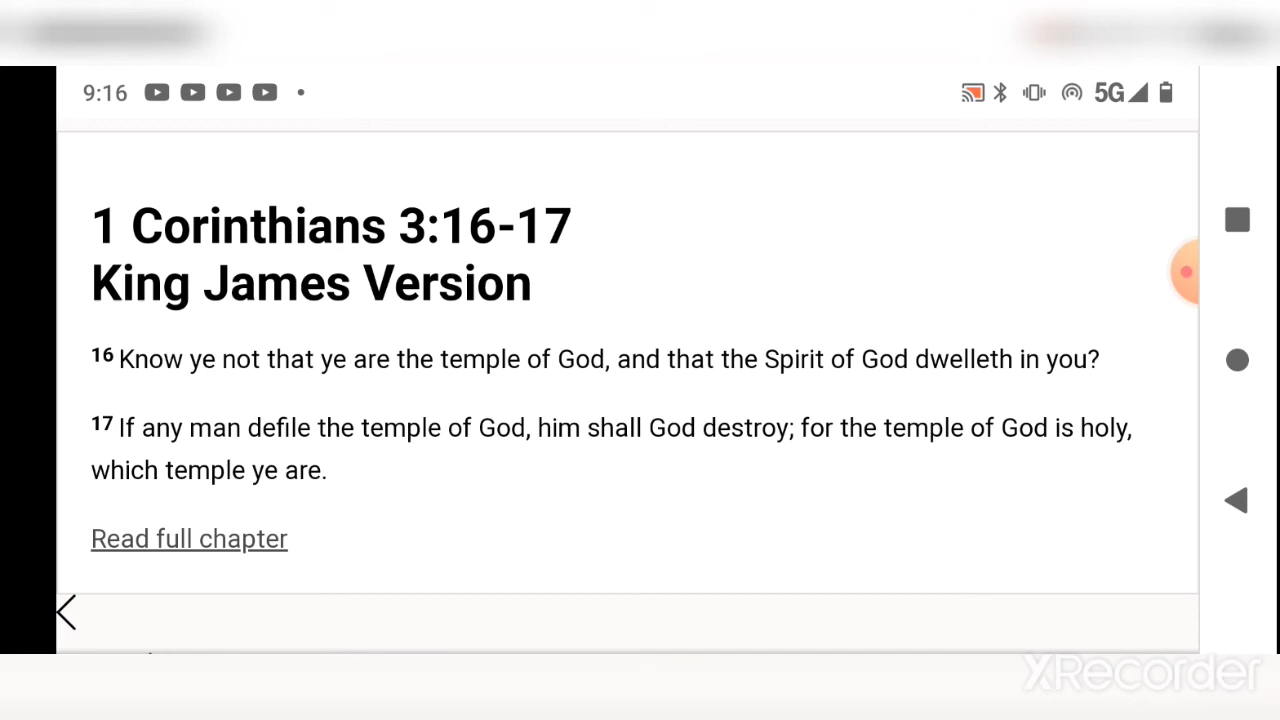 9:16
5G
1 Corinthians 3:16-17
King James Version
16 Know ye not that ye are the temple of God, and that the Spirit of God dwelleth in you?
17 If any man defile the temple of God, him shall God destroy; for the temple of God is holy,
which temple ye are.
Read full chapter
XRecorder